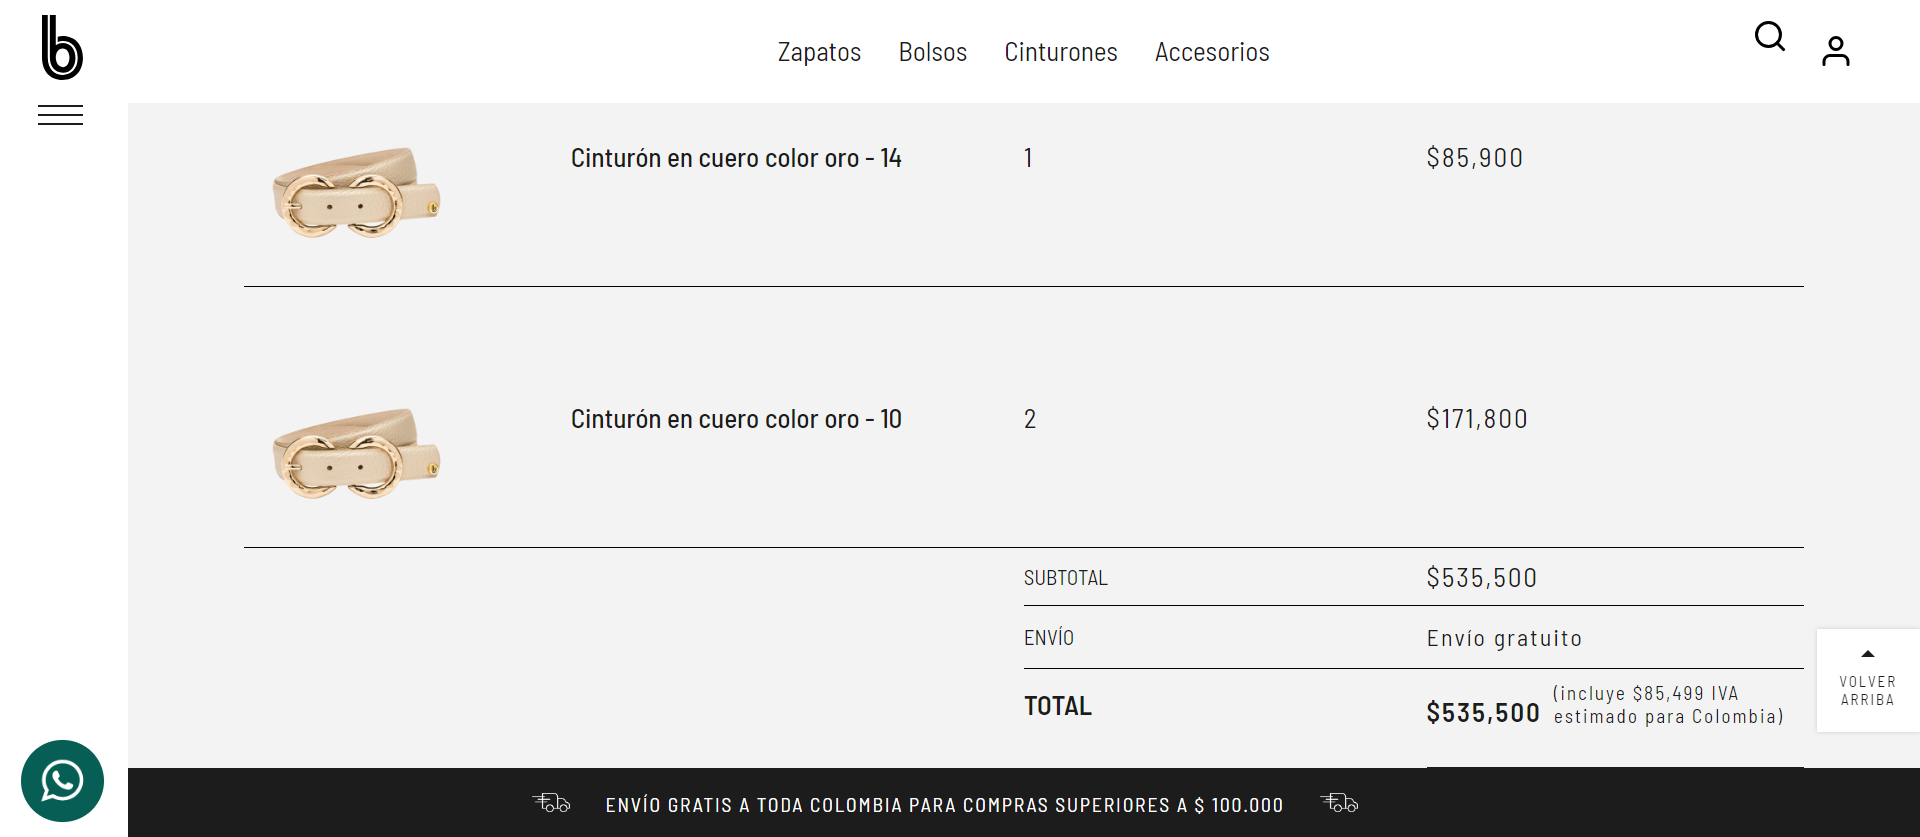 b
Zapatos Bolsos Cinturones Accesorios
Cinturón en cuero color oro - 14 1 $85,900
Cinturón en cuero color oro - 10 2 $171,800
SUBTOTAL $535,500
ENVÍO Envío gratuito
TOTAL $535,500 (incluye $85,499 IVA
estimado para Colombia)
VOLVER
ARRIBA
ENVÍO GRATIS A TODA COLOMBIA PARA COMPRAS SUPERIORES A $ 100.000